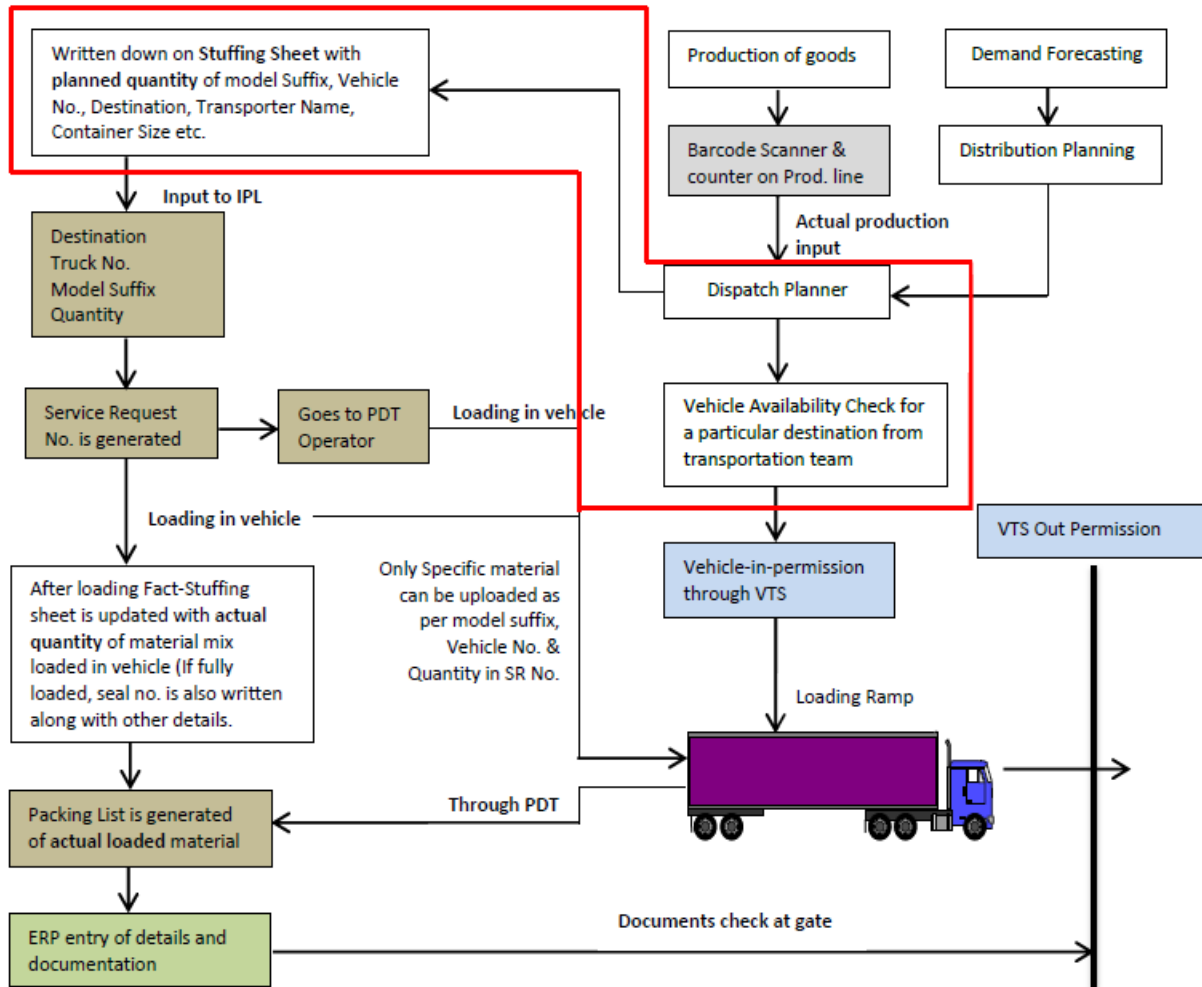 Written down on Stuffing Sheet with
planned quantity of model Suffix, Vehicle
No., Destination, Transporter Name,
Container Size etc.
Production of goods
Demand Forecasting
Barcode Scanner &
counter on Prod. line
Distribution Planning
Input to IPL
Actual production
input
Destination
Truck No.
Model Suffix
Quantity
Dispatch Planner
Service Request
No. is generated
Goes to PDT
Operator
Loading in vehicle
Vehicle Availability Check for
a particular destination from
transportation team
Loading in vehicle
VTS Out Permission
After loading Fact-Stuffing
sheet is updated with actual
quantity of material mix
loaded in vehicle (If fully
loaded, seal no. is also written
along with other details.
Only Specific material
can be uploaded as
per model suffix,
Vehicle No. &
Quantity in SR No.
Vehicle-in-permission
through VTS
Loading Ramp
Packing List is generated
of actual loaded material
Through PDT
ERP entry of details and
documentation
Documents check at gate